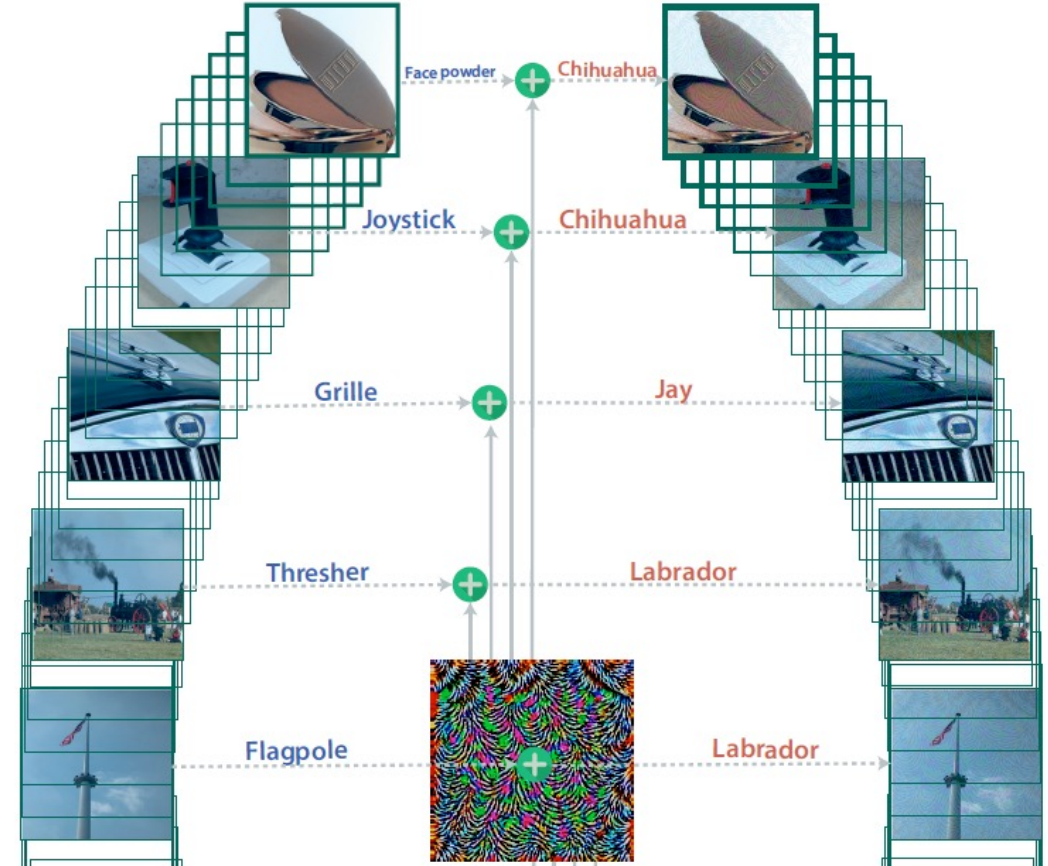 Face powder
Chihuahua
Joystick
Chihuahua
Grille
Jay
Thresher
Labrador
Flagpole
Labrador